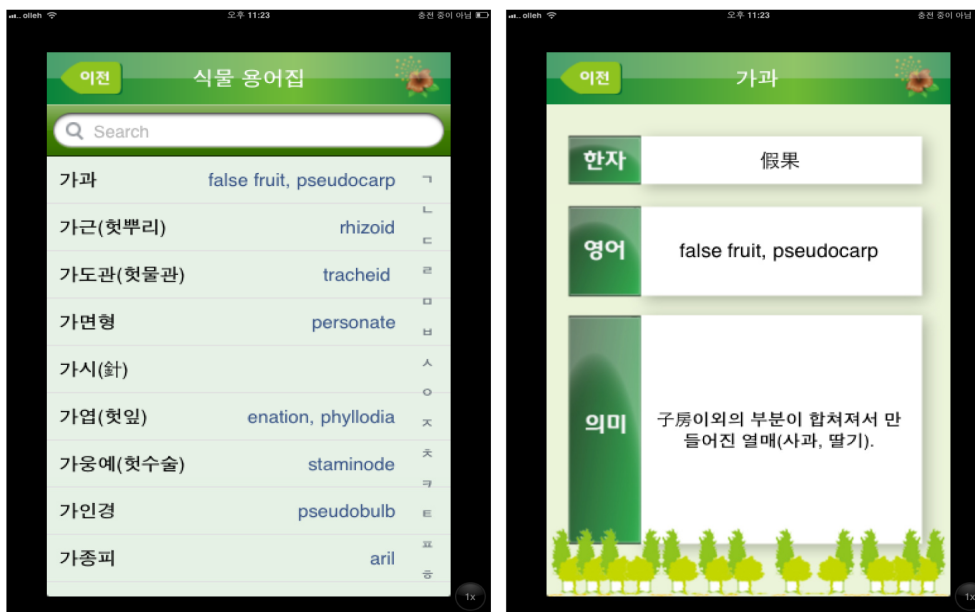 olleh 오후 11:23 충전 중이 아님
이전 식물 용어집
Search
가과 false fruit, pseudocarp
가근(헛뿌리) rhizoid
가도관(헛물관) tracheid
가면형 personate
가시(針)
가엽(헛잎) enation, phyllodia
가웅예(헛수술) staminode
가인경 pseudobulb
가종피 aril
ㄱ
ㄴ
ㄷ
ㄹ
ㅁ
ㅂ
ㅅ
ㅇ
ㅈ
ㅊ
ㅋ
ㅌ
ㅍ
ㅎ
1x
olleh 오후 11:23 충전 중이 아님
이전 가과
한자 假果
영어 false fruit, pseudocarp
의미 子房이외의 부분이 합쳐져서 만
들어진 열매(사과, 딸기).
1x